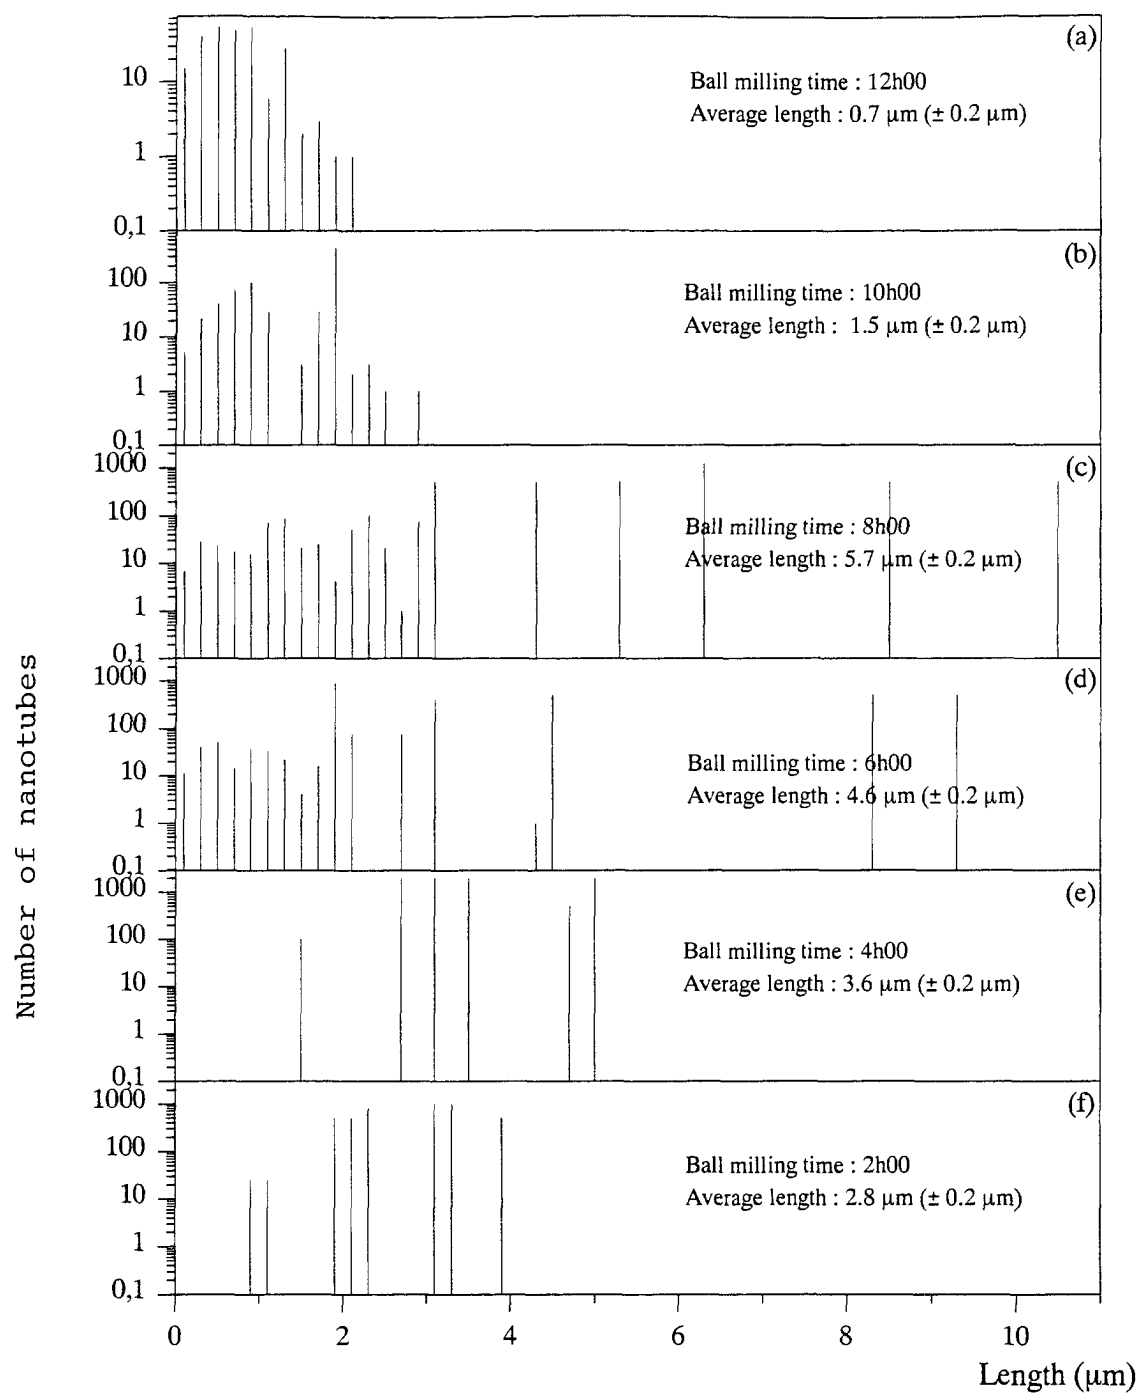 (a)
Ball milling time : 12h00
Average length : 0.7 μm (± 0.2 μm)
10
1
0,1
(b)
Ball milling time : 10h00
Average length : 1.5 μm (± 0.2 μm)
100
10
1
0,1
(c)
Ball milling time : 8h00
Average length : 5.7 μm (± 0.2 μm)
1000
100
10
1
0,1
(d)
Ball milling time : 6h00
Average length : 4.6 μm (± 0.2 μm)
1000
100
10
1
0,1
(e)
Ball milling time : 4h00
Average length : 3.6 μm (± 0.2 μm)
1000
100
10
1
0,1
(f)
Ball milling time : 2h00
Average length : 2.8 μm (± 0.2 μm)
1000
100
10
1
0,1
0 2 4 6 8 10
Length (μm)
Number of nanotubes